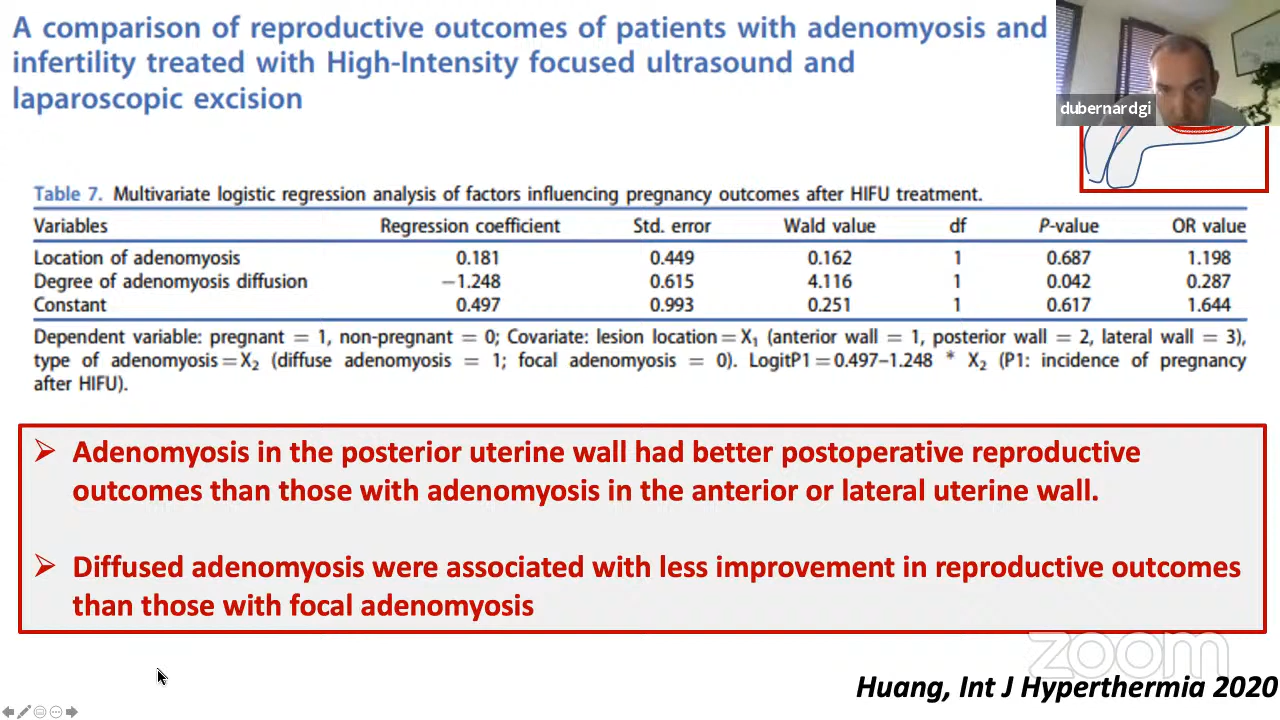 A comparison of reproductive outcomes of patients with adenomyosis and
infertility treated with High-Intensity focused ultrasound and
laparoscopic excision
dubernardgi
Table 7. Multivariate logistic regression analysis of factors influencing pregnancy outcomes after HIFU treatment.
Variables Regression coefficient Std. error Wald value df P-value OR value
Location of adenomyosis 0.181 0.449 0.162 1 0.687 1.198
Degree of adenomyosis diffusion −1.248 0.615 4.116 1 0.042 0.287
Constant 0.497 0.993 0.251 1 0.617 1.644
Dependent variable: pregnant = 1, non-pregnant = 0; Covariate: lesion location = X₁ (anterior wall = 1, posterior wall = 2, lateral wall = 3),
type of adenomyosis = X₂ (diffuse adenomyosis = 1; focal adenomyosis = 0). LogitP1 = 0.497–1.248 * X₂ (P1: incidence of pregnancy
after HIFU).
➢ Adenomyosis in the posterior uterine wall had better postoperative reproductive
outcomes than those with adenomyosis in the anterior or lateral uterine wall.
➢ Diffused adenomyosis were associated with less improvement in reproductive outcomes
than those with focal adenomyosis
zoom
Huang, Int J Hyperthermia 2020